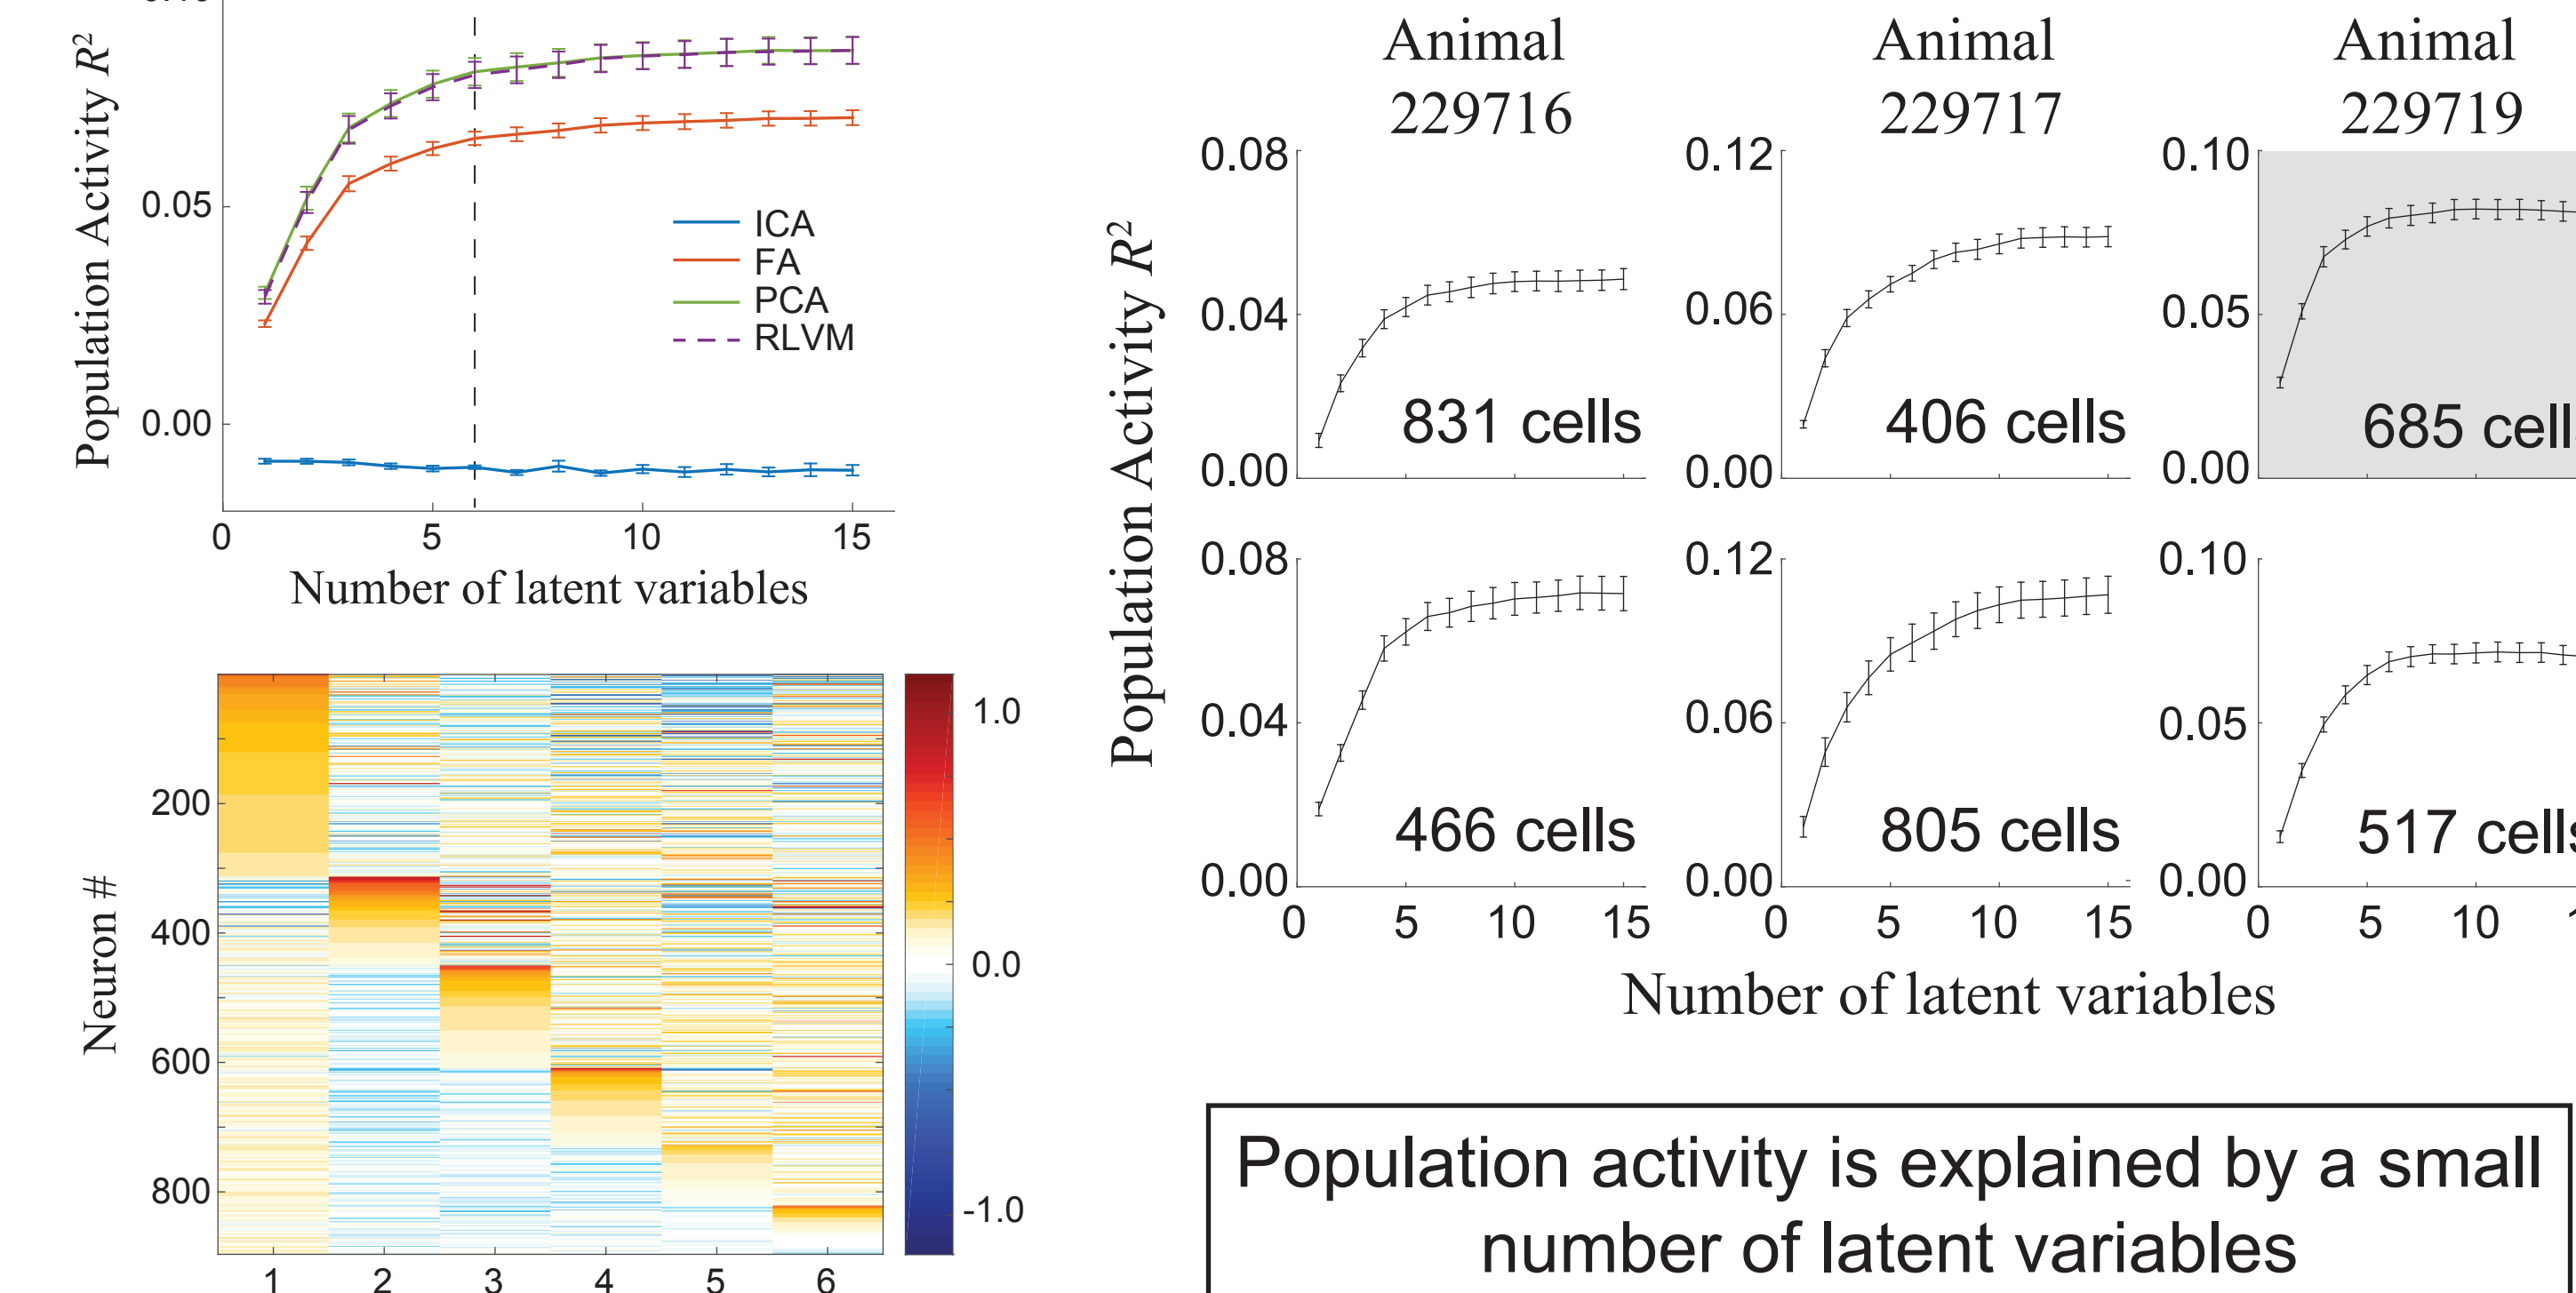 Population Activity R²
0.05
0.00
ICA
FA
PCA
RLVM
0 5 10 15
Number of latent variables
Neuron #
200
400
600
800
1 2 3 4 5 6
1.0
0.0
-1.0
Animal
229716
Animal
229717
Animal
229719
Population Activity R²
0.08
0.04
0.00
831 cells
0.12
0.06
0.00
406 cells
0.10
0.05
0.00
685 cell
0.08
0.04
0.00
466 cells
0 5 10 15
0.12
0.06
0.00
805 cells
0 5 10 15
0.10
0.05
0.00
517 cells
0 5 10
Number of latent variables
Population activity is explained by a small
number of latent variables